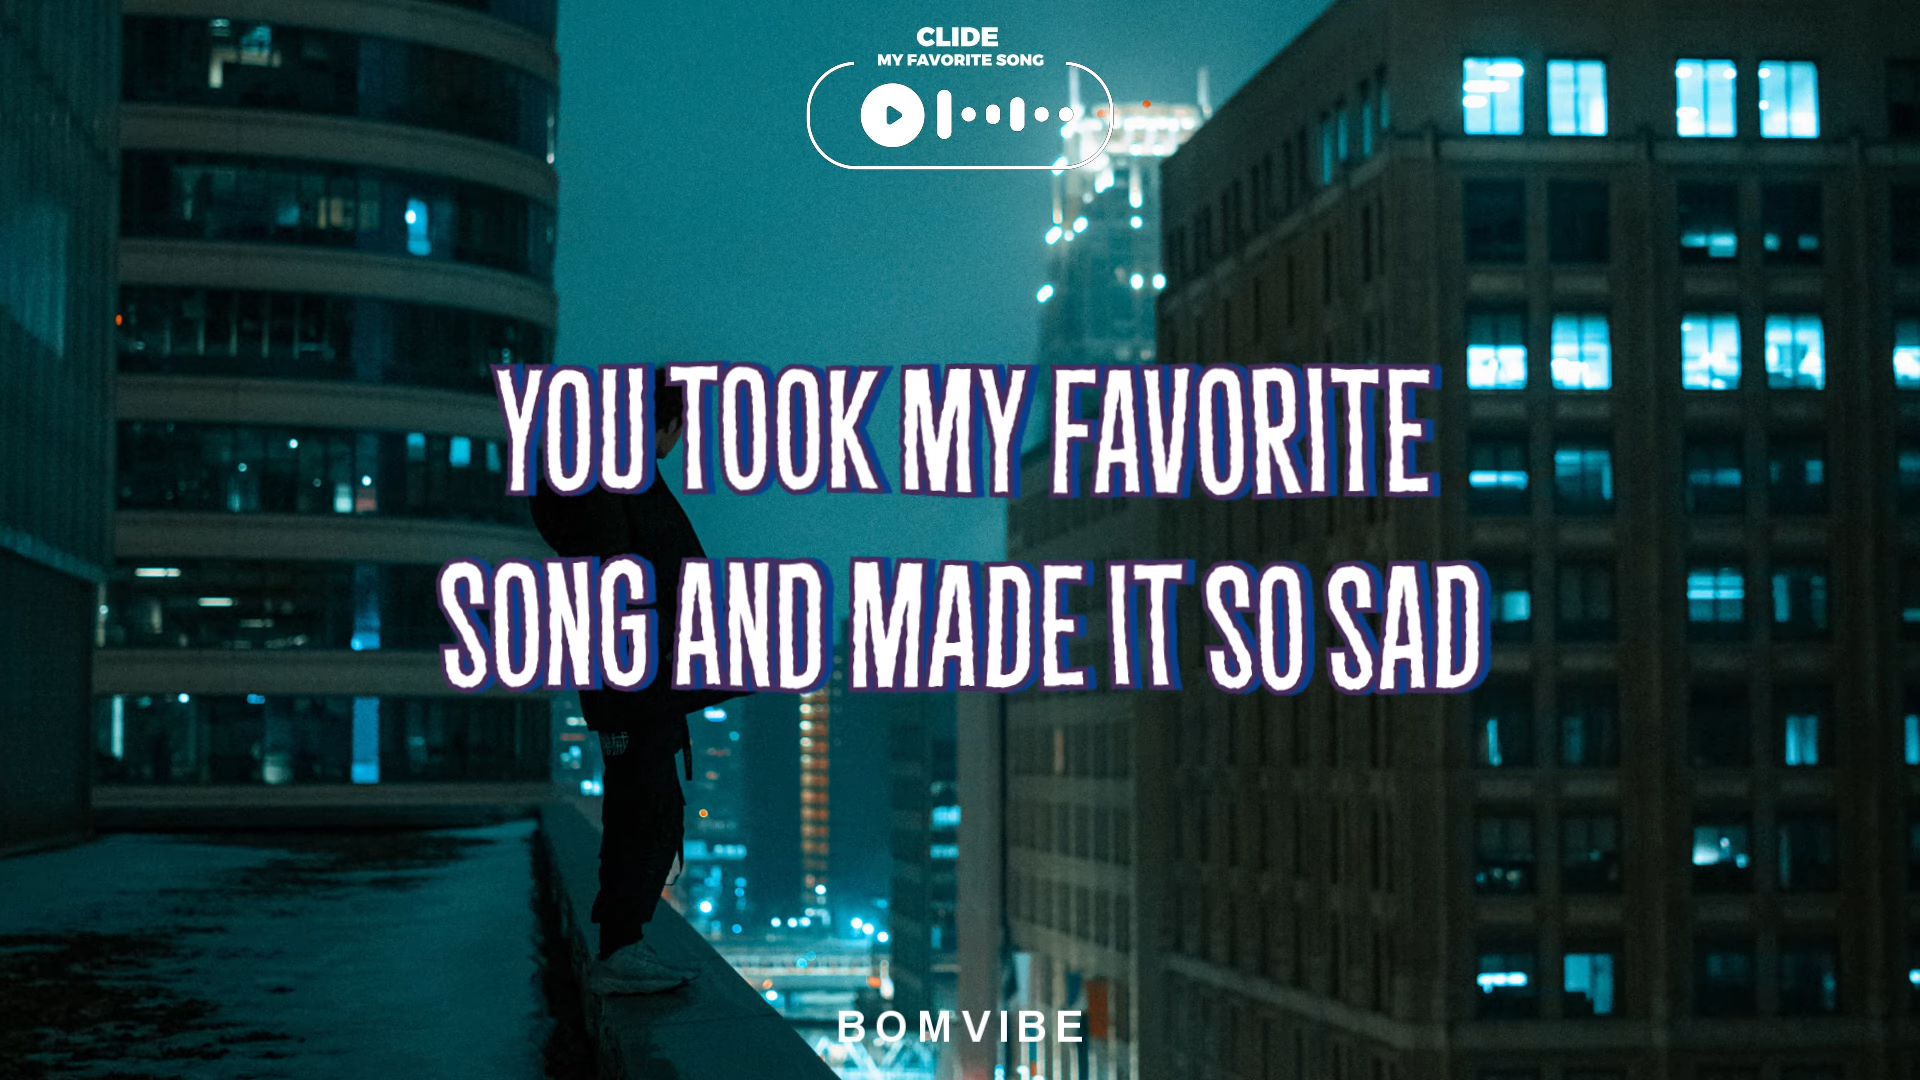 CLIDE
MY FAVORITE SONG
YOU TOOK MY FAVORITE
SONG AND MADE IT SO SAD
BOMVIBE